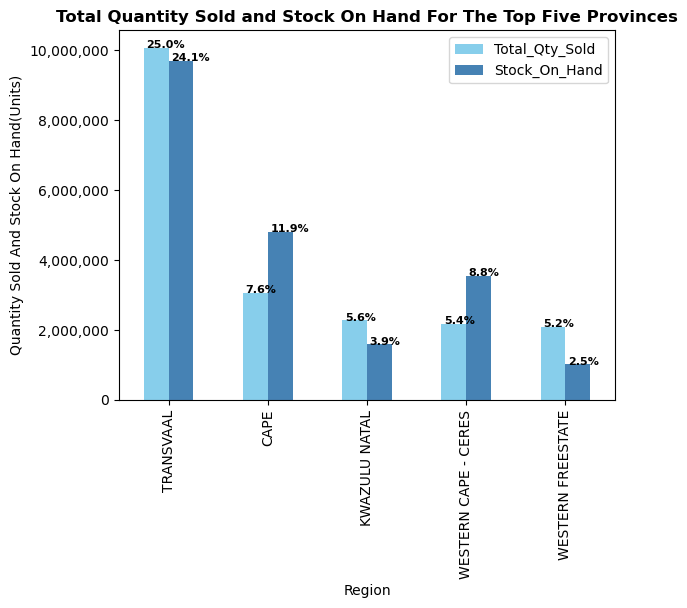 Total Quantity Sold and Stock On Hand For The Top Five Provinces
Total_Qty_Sold
Stock_On_Hand
Quantity Sold And Stock On Hand(Units)
10,000,000
8,000,000
6,000,000
4,000,000
2,000,000
0
25.0%
24.1%
7.6%
11.9%
5.6%
3.9%
5.4%
8.8%
5.2%
2.5%
TRANSVAAL
CAPE
KWAZULU NATAL
WESTERN CAPE - CERES
WESTERN FREESTATE
Region